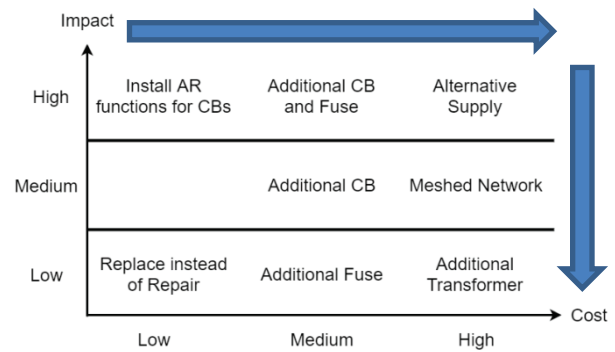 Impact
High
Install AR
functions for CBs
Additional CB
and Fuse
Alternative
Supply
Medium
Additional CB
Meshed Network
Low
Replace instead
of Repair
Additional Fuse
Additional
Transformer
Cost
Low
Medium
High